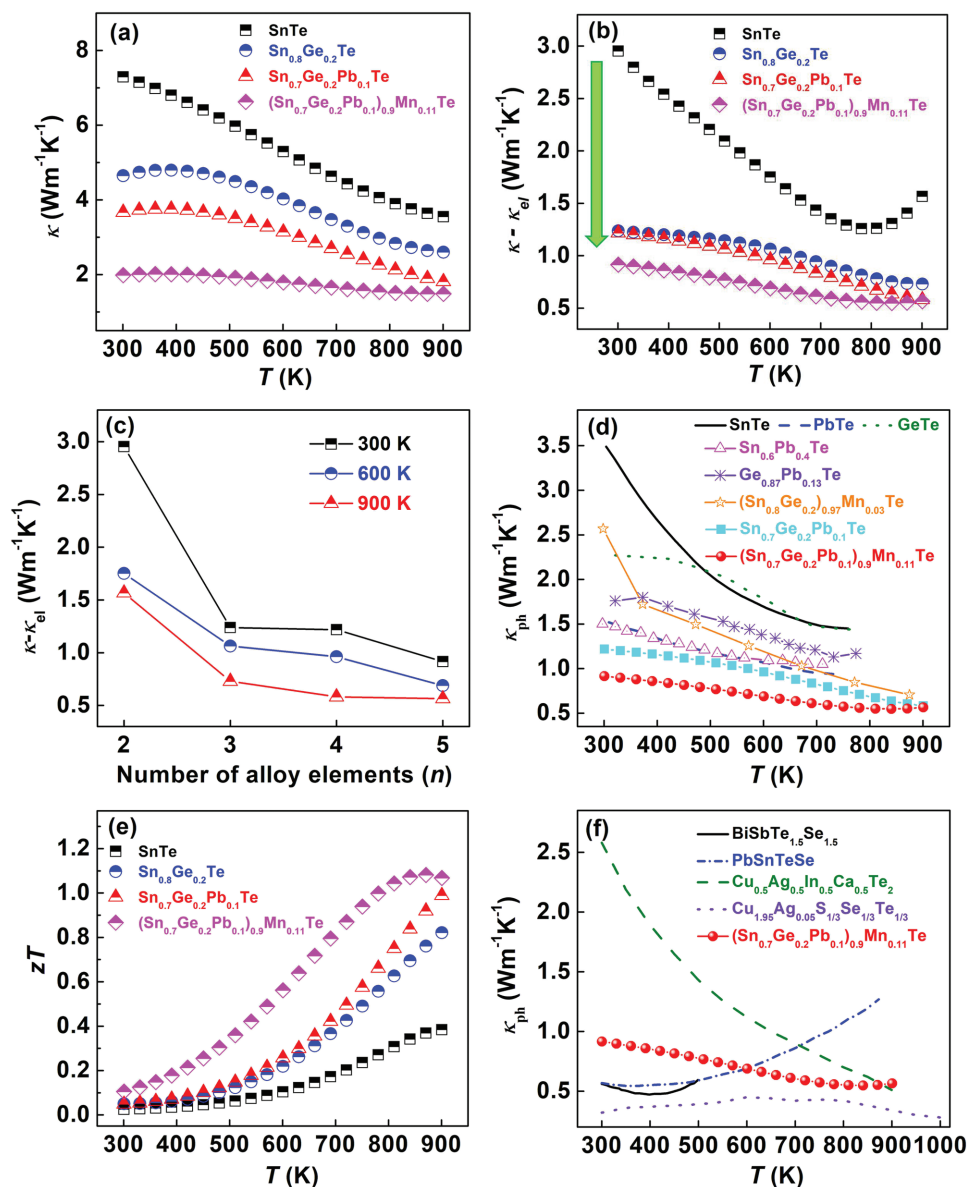 (a)
SnTe
Sn0.8Ge0.2Te
Sn0.7Ge0.2Pb0.1Te
(Sn0.7Ge0.2Pb0.1)0.9Mn0.11Te
8
6
4
2
κ (Wm⁻¹K⁻¹)
300 400 500 600 700 800 900
T (K)
(b)
SnTe
Sn0.8Ge0.2Te
Sn0.7Ge0.2Pb0.1Te
(Sn0.7Ge0.2Pb0.1)0.9Mn0.11Te
3.0
2.5
2.0
1.5
1.0
0.5
κ - κel (Wm⁻¹K⁻¹)
300 400 500 600 700 800 900
T (K)
(c)
300 K
600 K
900 K
3.0
2.5
2.0
1.5
1.0
0.5
κ-κel (Wm⁻¹K⁻¹)
2 3 4 5
Number of alloy elements (n)
(d)
SnTe PbTe GeTe
Sn0.6Pb0.4Te
Ge0.87Pb0.13Te
(Sn0.8Ge0.2)0.97Mn0.03Te
Sn0.7Ge0.2Pb0.1Te
(Sn0.7Ge0.2Pb0.1)0.9Mn0.11Te
3.5
3.0
2.5
2.0
1.5
1.0
0.5
κph (Wm⁻¹K⁻¹)
300 400 500 600 700 800 900
T (K)
(e)
SnTe
Sn0.8Ge0.2Te
Sn0.7Ge0.2Pb0.1Te
(Sn0.7Ge0.2Pb0.1)0.9Mn0.11Te
1.2
1.0
0.8
0.6
0.4
0.2
0.0
zT
300 400 500 600 700 800 900
T (K)
(f)
BiSbTe1.5Se1.5
PbSnTeSe
Cu0.5Ag0.5In0.5Ca0.5Te2
Cu1.95Ag0.05S1/3Se1/3Te1/3
(Sn0.7Ge0.2Pb0.1)0.9Mn0.11Te
2.5
2.0
1.5
1.0
0.5
κph (Wm⁻¹K⁻¹)
300 400 500 600 700 800 900 1000
T (K)